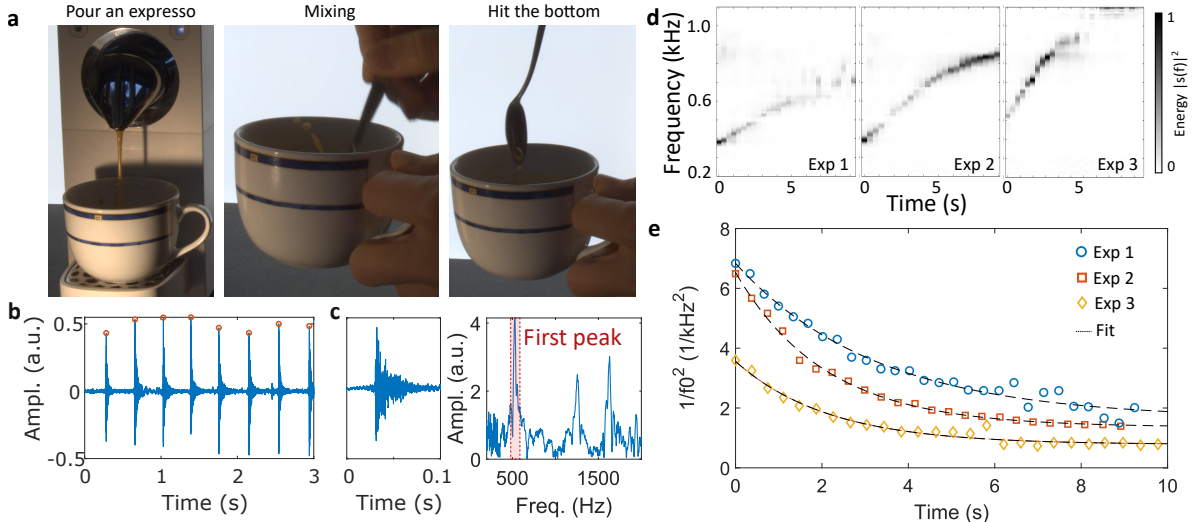 a
Pour an expresso
Mixing
Hit the bottom
b
Ampl. (a.u.)
0.5
0
-0.5
0
1
2
3
Time (s)
c
0
0.1
Time (s)
Ampl. (a.u.)
4
2
0
First peak
500
1500
Freq. (Hz)
d
Frequency (kHz)
1.0
0.6
0.2
Exp 1
Exp 2
Exp 3
0
5
0
5
0
5
Time (s)
1
0
Energy |s(f)|²
e
1/f0² (1/kHz²)
8
6
4
2
0
Exp 1
Exp 2
Exp 3
Fit
0
2
4
6
8
10
Time (s)